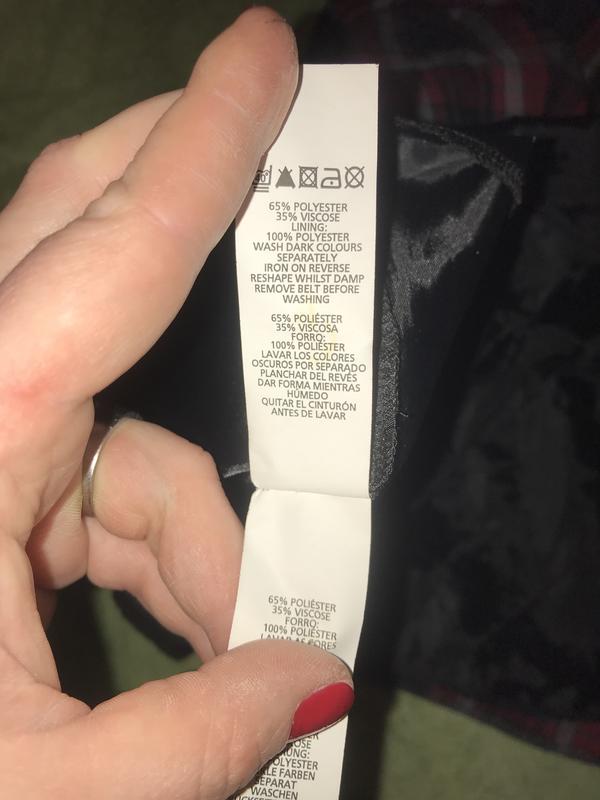 65% POLYESTER
35% VISCOSE
LINING:
100% POLYESTER
WASH DARK COLOURS
SEPARATELY
IRON ON REVERSE
RESHAPE WHILST DAMP
REMOVE BELT BEFORE
WASHING
65% POLIÉSTER
35% VISCOSA
FORRO:
100% POLIÉSTER
LAVAR LOS COLORES
OSCUROS POR SEPARADO
PLANCHAR DEL REVÉS
DAR FORMA MIENTRAS
HÚMEDO
QUITAR EL CINTURÓN
ANTES DE LAVAR
65% POLIÉSTER
35% VISCOSE
FORRO:
100% POLIÉSTER
FARBEN
WASCHEN